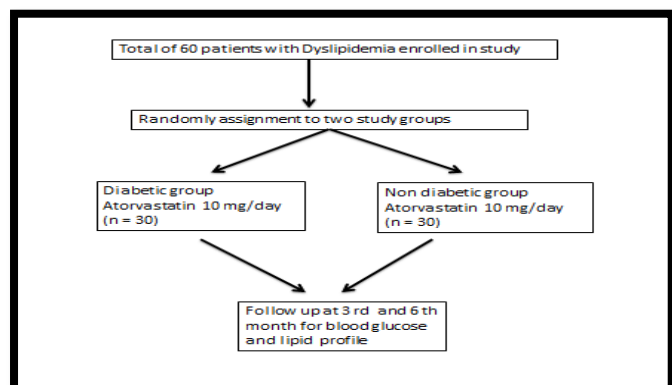 Total of 60 patients with Dyslipidemia enrolled in study
Randomly assignment to two study groups
Diabetic group
Atorvastatin 10 mg/day
(n = 30)
Non diabetic group
Atorvastatin 10 mg/day
(n = 30)
Follow up at 3 rd and 6 th
month for blood glucose
and lipid profile